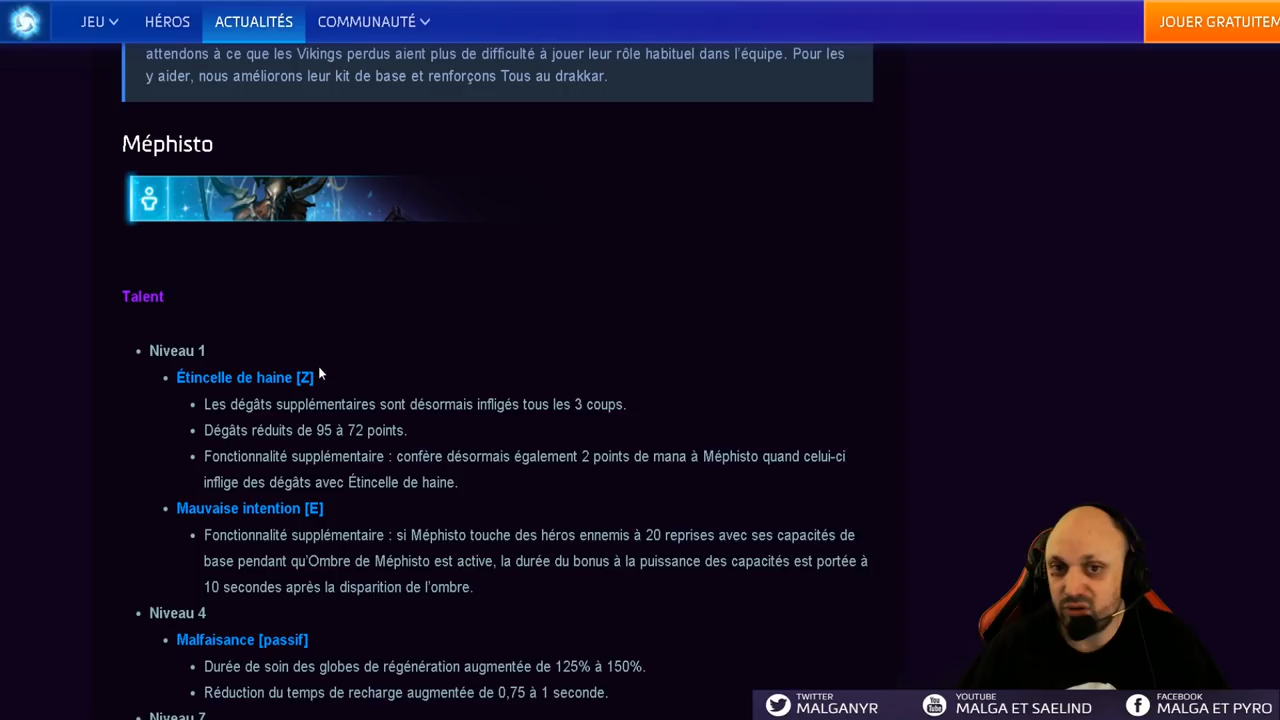 JEU
HÉROS
ACTUALITÉS
COMMUNAUTÉ
JOUER GRATUITEM
attendons à ce que les Vikings perdus aient plus de difficulté à jouer leur rôle habituel dans l'équipe. Pour les
y aider, nous améliorons leur kit de base et renforçons Tous au drakkar.
Méphisto
Talent
• Niveau 1
• Étincelle de haine [Z]
• Les dégâts supplémentaires sont désormais infligés tous les 3 coups.
• Dégâts réduits de 95 à 72 points.
• Fonctionnalité supplémentaire : confère désormais également 2 points de mana à Méphisto quand celui-ci
inflige des dégâts avec Étincelle de haine.
• Mauvaise intention [E]
• Fonctionnalité supplémentaire : si Méphisto touche des héros ennemis à 20 reprises avec ses capacités de
base pendant qu'Ombre de Méphisto est active, la durée du bonus à la puissance des capacités est portée à
10 secondes après la disparition de l'ombre.
• Niveau 4
• Malfaisance [passif]
• Durée de soin des globes de régénération augmentée de 125% à 150%.
• Réduction du temps de recharge augmentée de 0,75 à 1 seconde.
• Niveau 7
TWITTER
MALGANYR
YOUTUBE
MALGA ET SAELIND
FACEBOOK
MALGA ET PYRO